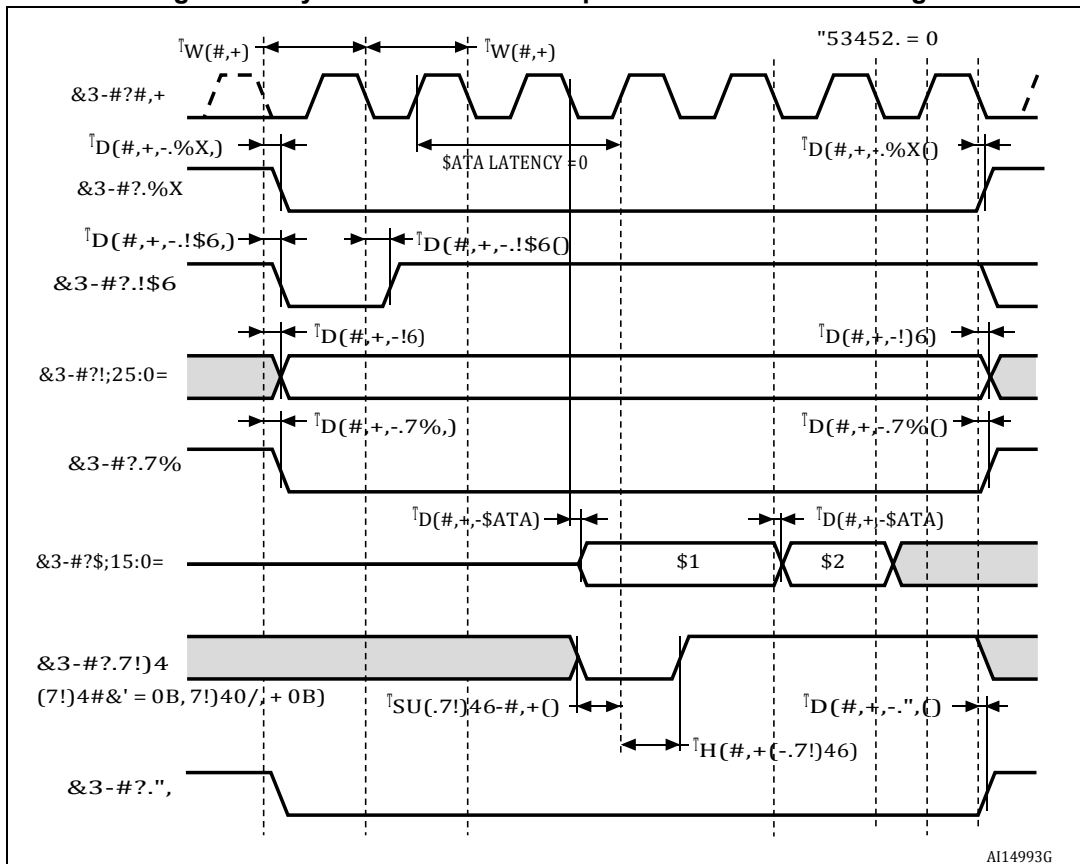 ꟷW(#,+)
ꟷW(#,+)
"53452. = 0
&3-#?#,+
TD(#,+,-.%X,)
$ATA LATENCY =0
TD(#,+,-.%X()
&3-#?.%X
TD(#,+,-.!$6,)
TD(#,+,-.!$6()
&3-#?.!$6
TD(#,+,-!6)
TD(#,+,-!)6)
&3-#?!;25:0=
TD(#,+,-.7%,)
TD(#,+,-.7%()
&3-#?.7%
TD(#,+,-$ATA)
TD(#,+,-$ATA)
&3-#?$;15:0=
$1
$2
&3-#?.7!)4
(7!)4#&' = 0B, 7!)40/, + 0B)
TSU(.7!)46-#,+()
TD(#,+,-.",()
TH(#,+(-.7!)46)
&3-#?.",
AI14993G